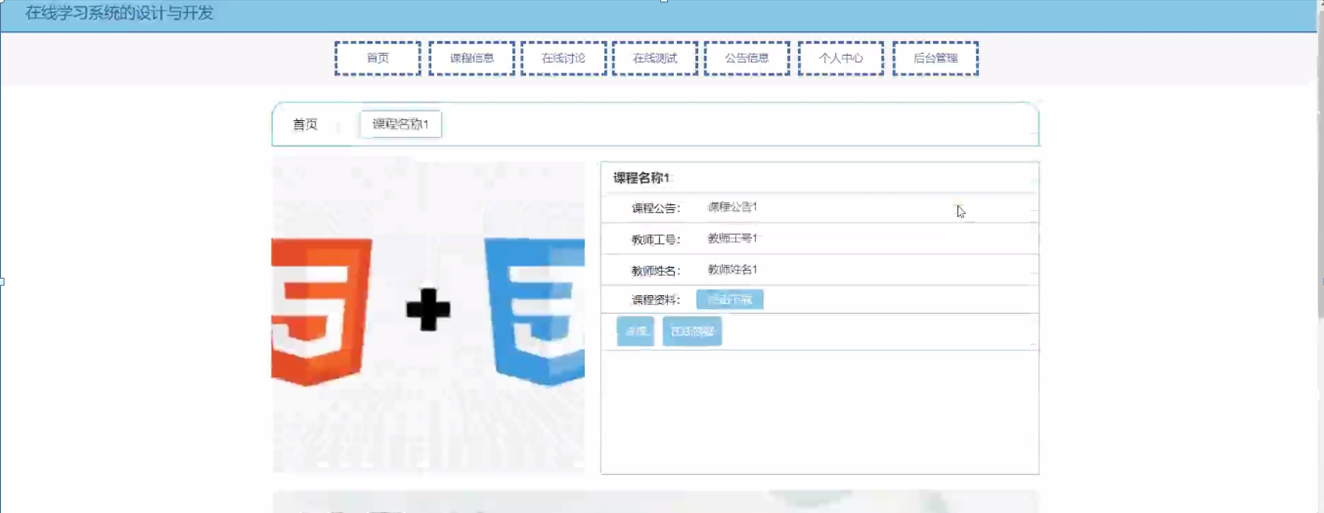 在线学习系统的设计与开发
首页 课程信息 在线讨论 在线测试 公告信息 个人中心 后台管理
首页 课程名称1
课程名称1
课程公告： 课程公告1
教师工号： 教师工号1
教师姓名： 教师姓名1
课程资料： 点击下载